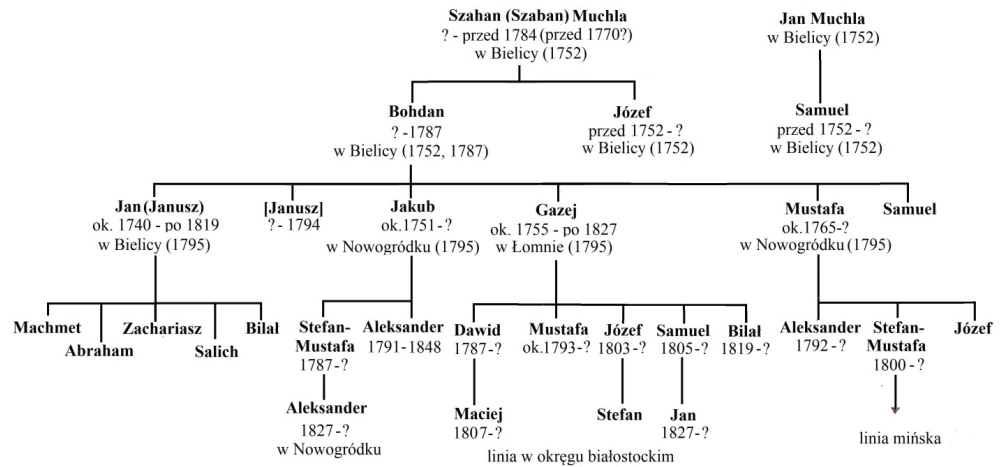 Szahan (Szaban) Muchla
? - przed 1784 (przed 1770?)
w Bielicy (1752)
Jan Muchla
w Bielicy (1752)
Bohdan
? -1787
w Bielicy (1752, 1787)
Józef
przed 1752 - ?
w Bielicy (1752)
Samuel
przed 1752 - ?
w Bielicy (1752)
Jan (Janusz)
ok. 1740 - po 1819
w Bielicy (1795)
[Janusz]
? - 1794
Jakub
ok.1751-?
w Nowogródku (1795)
Gazej
ok. 1755 - po 1827
w Łomnie (1795)
Mustafa
ok.1765-?
w Nowogródku (1795)
Samuel
Machmet
Abraham
Zachariasz
Salich
Bilał
Stefan-
Mustafa
1787-?
Aleksander
1791-1848
Dawid
1787-?
Mustafa
ok.1793-?
Józef
1803 - ?
Samuel
1805 - ?
Bilał
1819 - ?
Aleksander
1792 - ?
Stefan-
Mustafa
1800 - ?
Józef
Aleksander
1827 -?
w Nowogródku
Maciej
1807-?
Stefan
Jan
1827-?
linia w okręgu białostockim
linia mińska